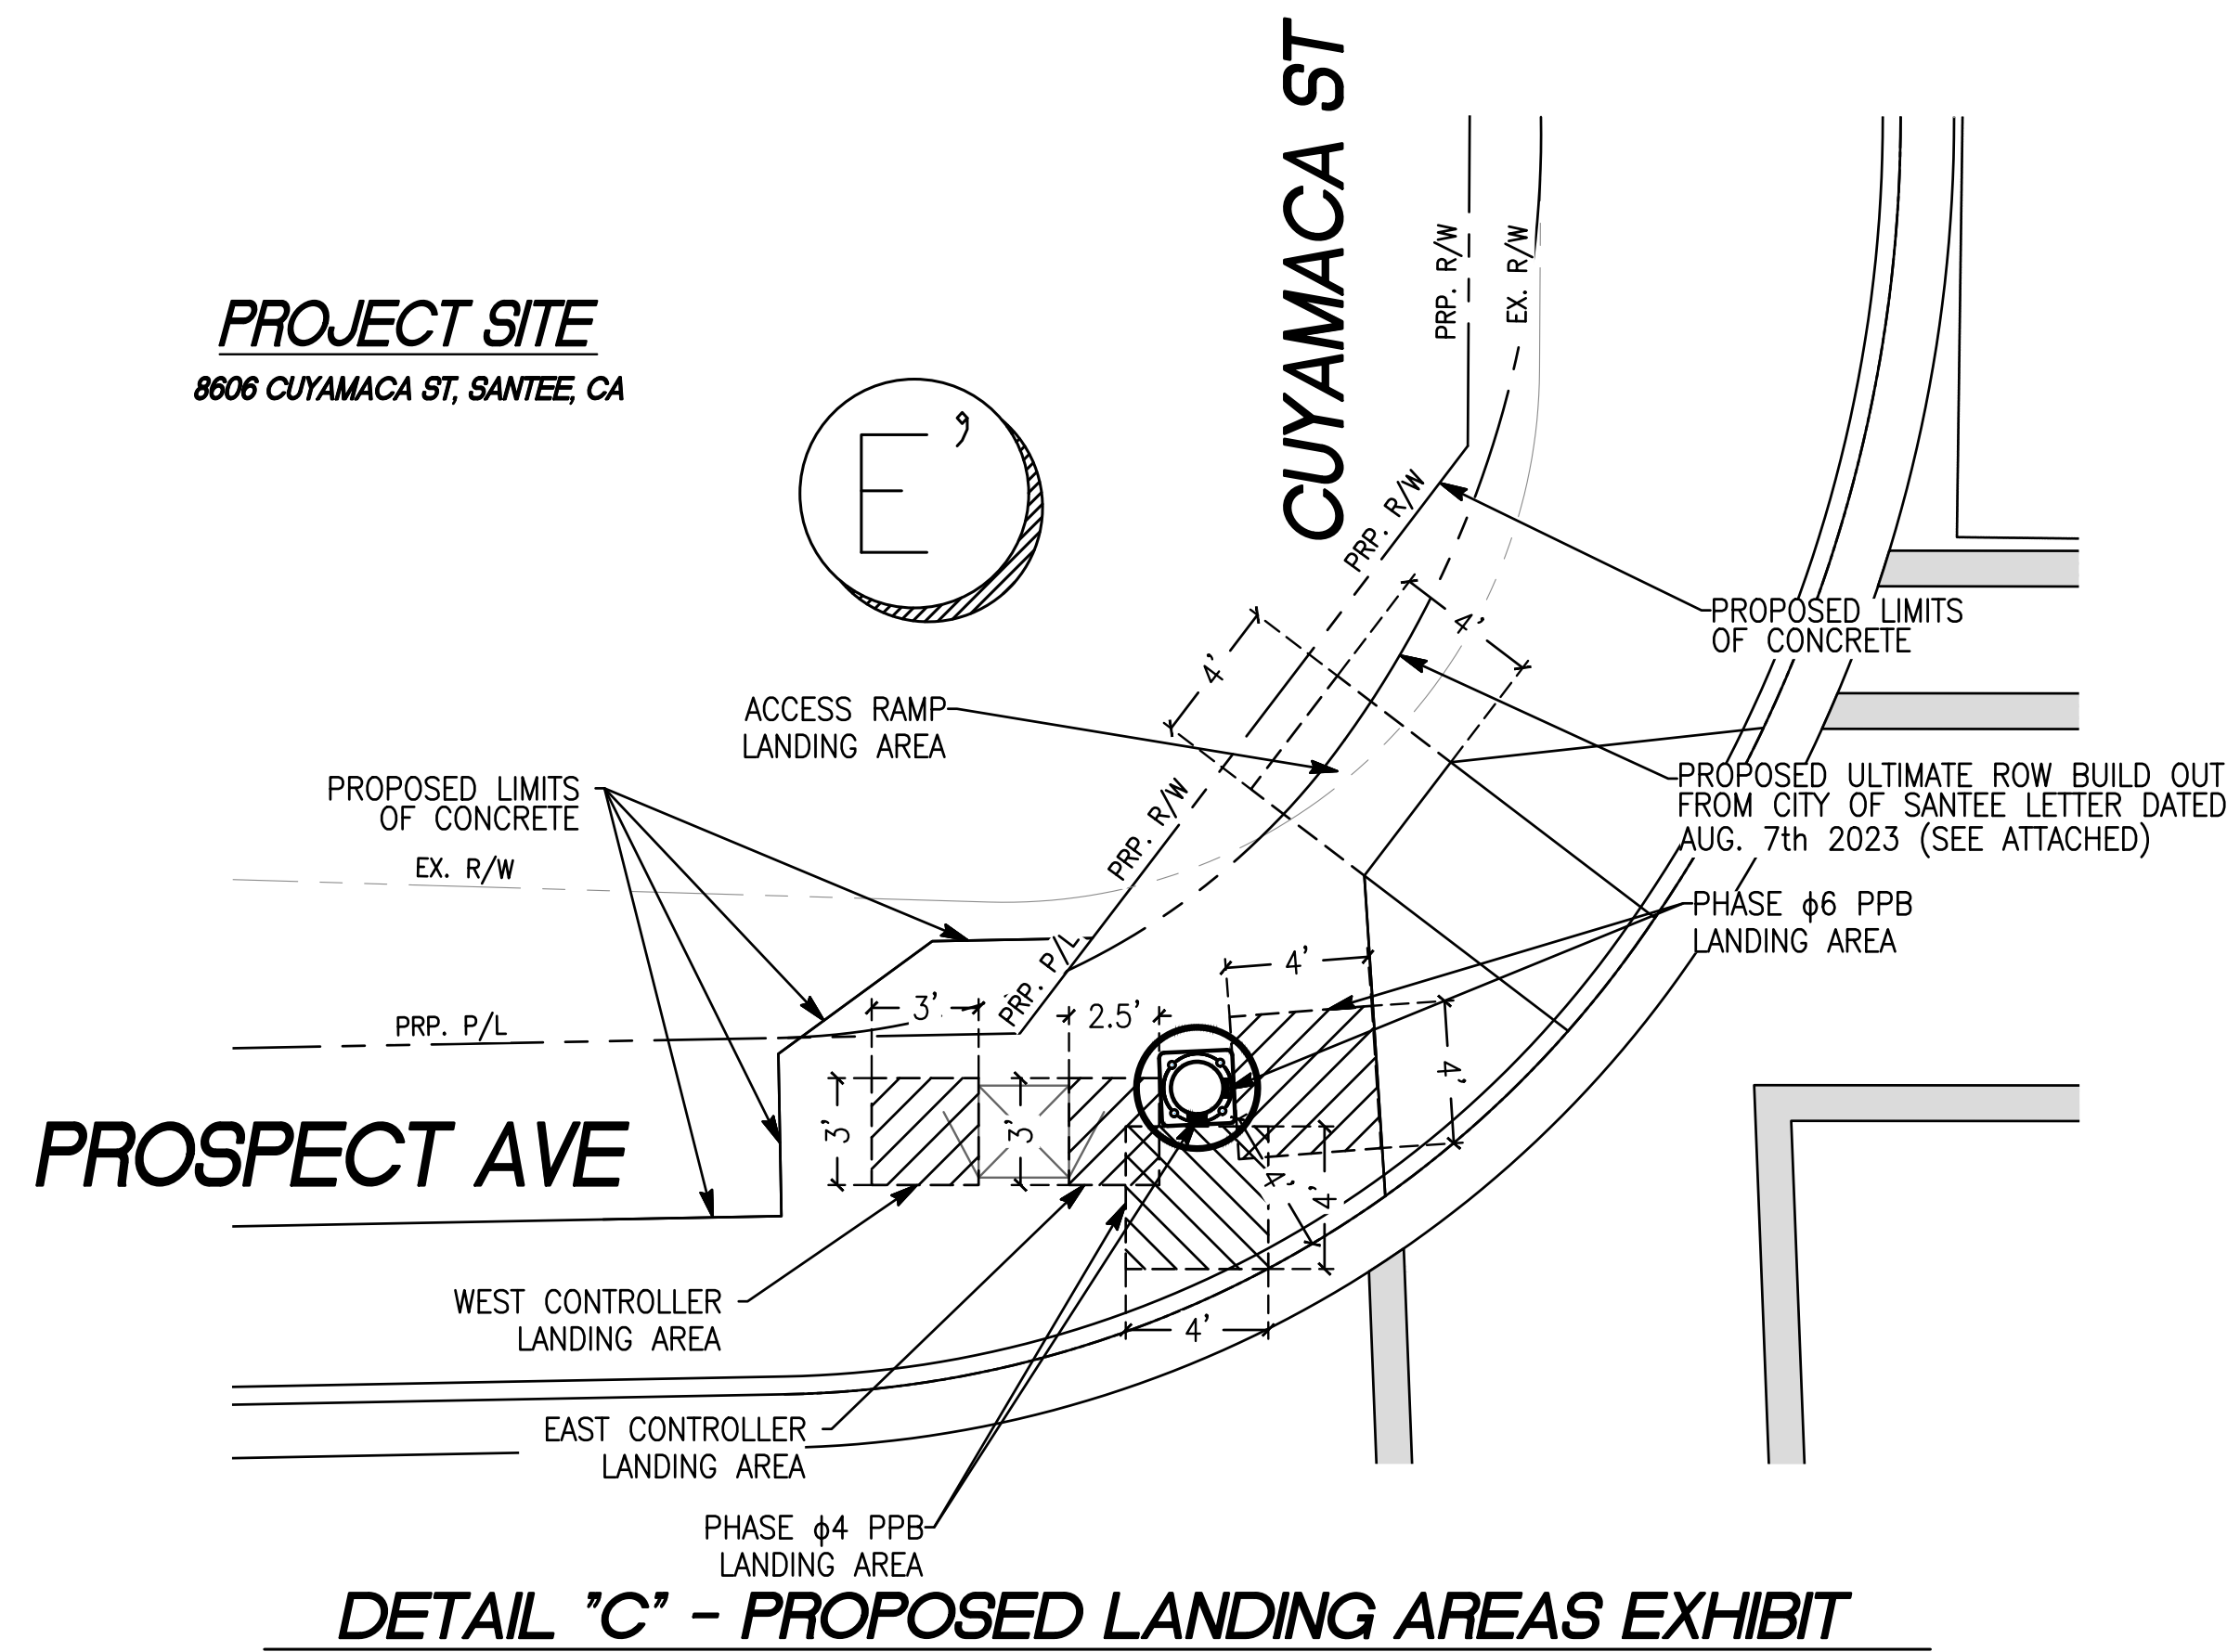 CUYAMACA ST
PRP. R/W
EX. R/W
PROJECT SITE
8606 CUYAMACA ST, SANTEE, CA
E'
PRP. R/W
PROPOSED LIMITS
OF CONCRETE
4'
4'
ACCESS RAMP
LANDING AREA
PROPOSED ULTIMATE ROW BUILD OUT
FROM CITY OF SANTEE LETTER DATED
AUG. 7th 2023 (SEE ATTACHED)
PROPOSED LIMITS
OF CONCRETE
PRP. R/W
EX. R/W
PHASE ϕ6 PPB
LANDING AREA
PRP. P/L
4'
3'
2.5'
PRP. P/L
4'
3'
3'
PROSPECT AVE
4'
4'
WEST CONTROLLER
LANDING AREA
4'
EAST CONTROLLER
LANDING AREA
PHASE ϕ4 PPB
LANDING AREA
DETAIL "C" - PROPOSED LANDING AREAS EXHIBIT